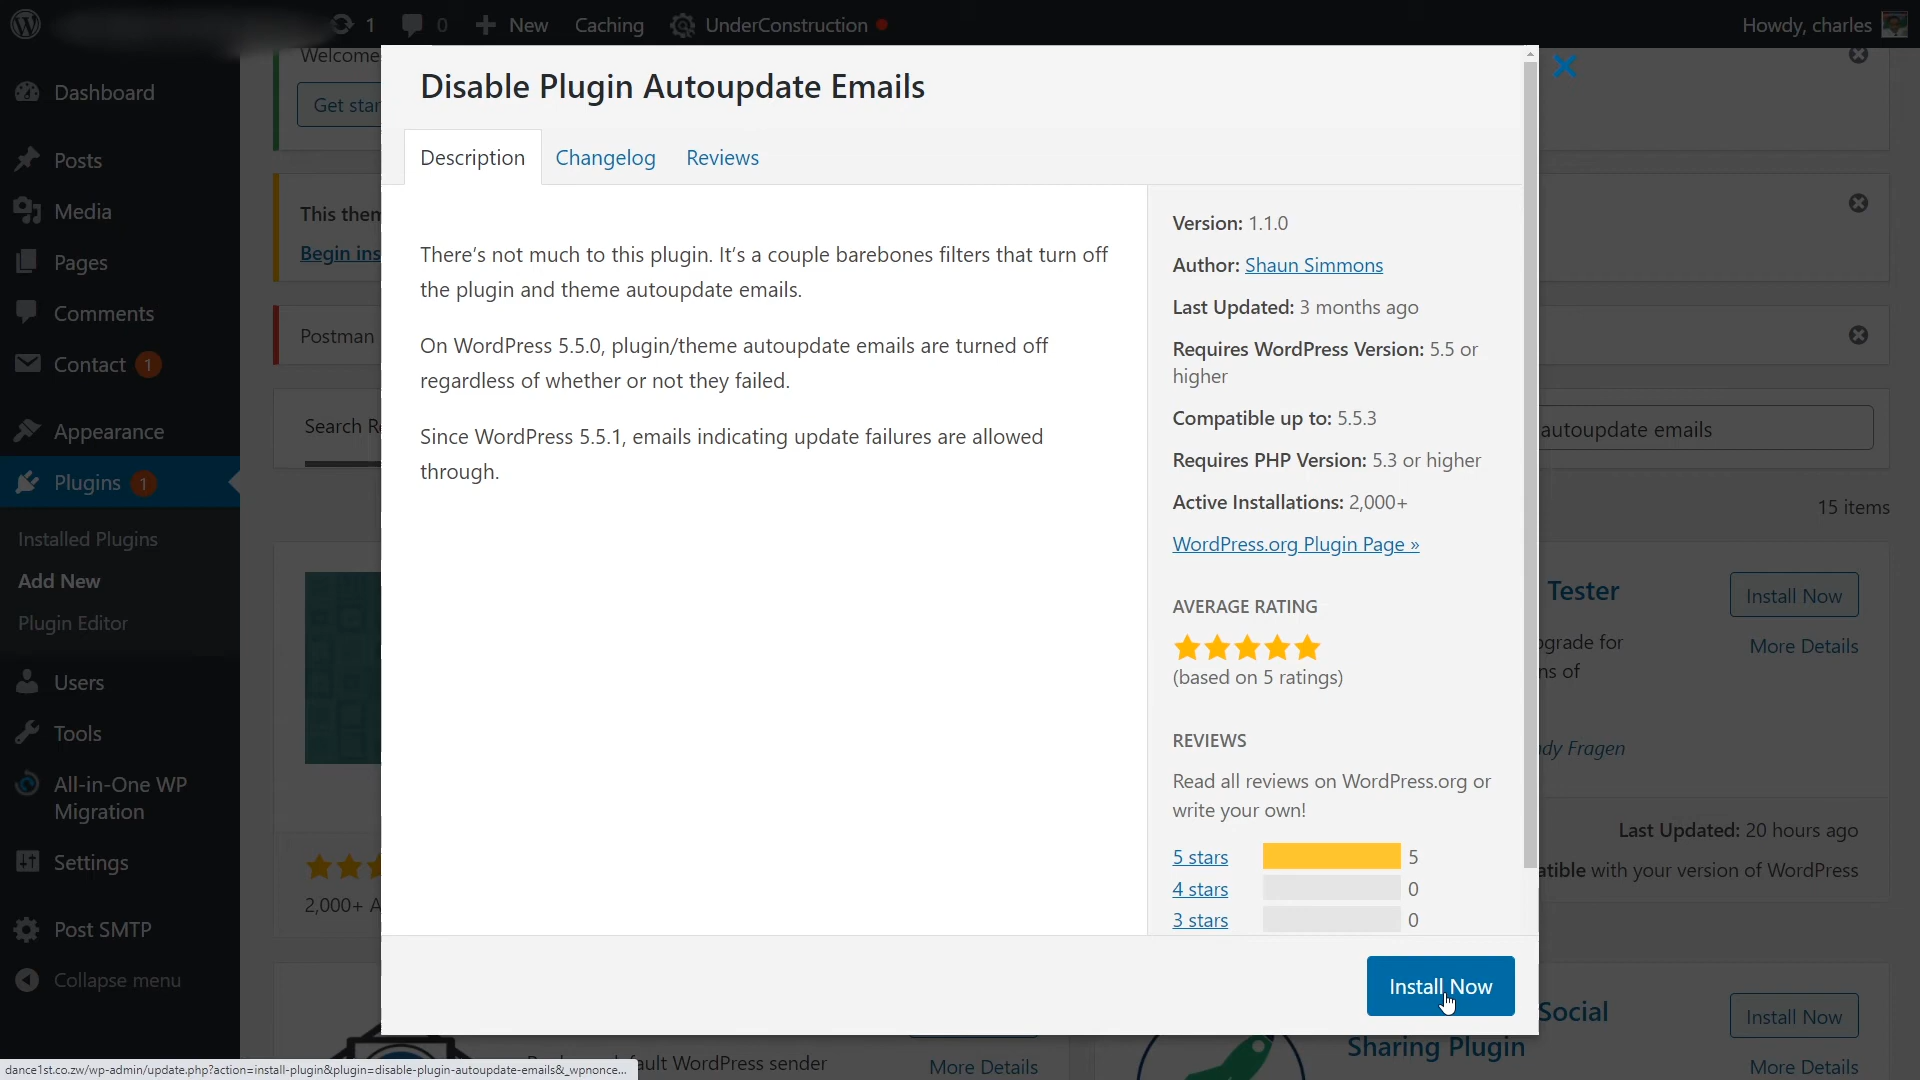 1
0
New
Caching
UnderConstruction
Howdy, charles
Dashboard
Posts
Media
Pages
Comments
Contact 1
Appearance
Plugins 1
Installed Plugins
Add New
Plugin Editor
Users
Tools
All-in-One WP
Migration
Settings
Post SMTP
Collapse menu
Welcome
Get star
This then
Begin ins
Postman
Search R
2,000+ A
Disable Plugin Autoupdate Emails
Description
Changelog
Reviews
There's not much to this plugin. It's a couple barebones filters that turn off
the plugin and theme autoupdate emails.
On WordPress 5.5.0, plugin/theme autoupdate emails are turned off
regardless of whether or not they failed.
Since WordPress 5.5.1, emails indicating update failures are allowed
through.
Version: 1.1.0
Author: Shaun Simmons
Last Updated: 3 months ago
Requires WordPress Version: 5.5 or
higher
Compatible up to: 5.5.3
Requires PHP Version: 5.3 or higher
Active Installations: 2,000+
WordPress.org Plugin Page »
AVERAGE RATING
(based on 5 ratings)
REVIEWS
Read all reviews on WordPress.org or
write your own!
5 stars 5
4 stars 0
3 stars 0
Install Now
autoupdate emails
15 items
Tester
Install Now
More Details
grade for
ns of
dy Fragen
Last Updated: 20 hours ago
atible with your version of WordPress
Social
Sharing Plugin
Install Now
More Details
ult WordPress sender
More Details
dance1st.co.zw/wp-admin/update.php?action=install-plugin&plugin=disable-plugin-autoupdate-emails&_wpnonce...